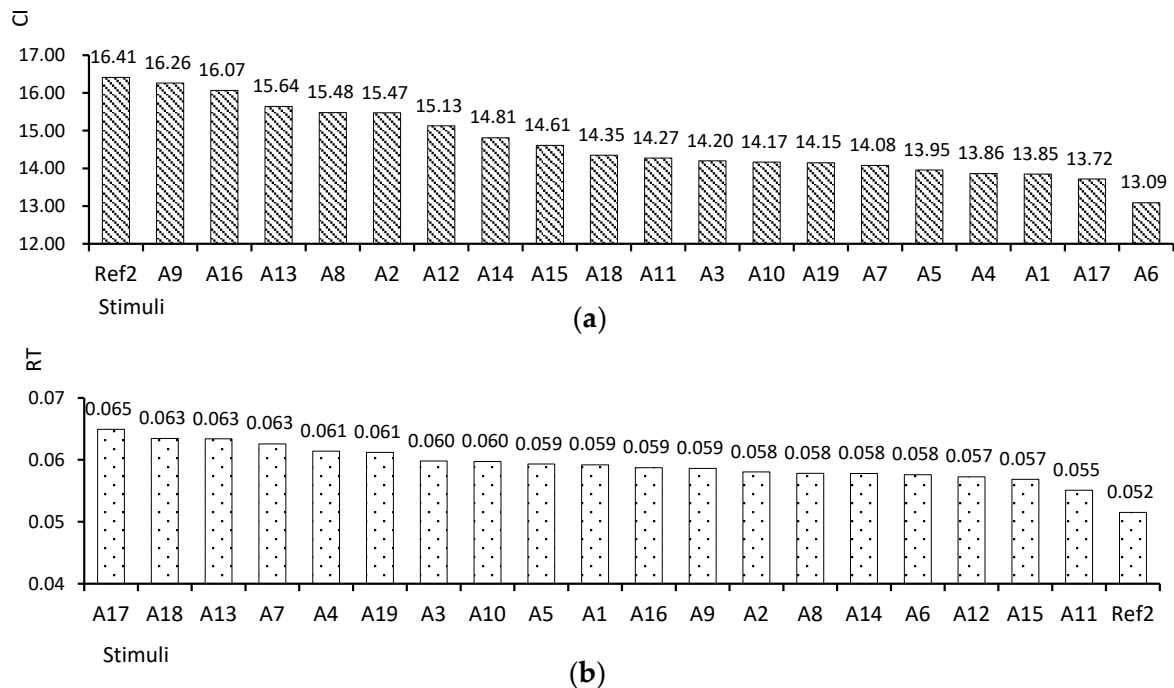 CI
17.00
16.00
15.00
14.00
13.00
12.00
16.41 16.26 16.07 15.64 15.48 15.47 15.13 14.81 14.61 14.35 14.27 14.20 14.17 14.15 14.08 13.95 13.86 13.85 13.72 13.09
Ref2 A9 A16 A13 A8 A2 A12 A14 A15 A18 A11 A3 A10 A19 A7 A5 A4 A1 A17 A6
Stimuli
(a)
RT
0.07
0.06
0.05
0.04
0.065 0.063 0.063 0.063 0.061 0.061 0.060 0.060 0.059 0.059 0.059 0.059 0.058 0.058 0.058 0.058 0.057 0.057 0.055 0.052
A17 A18 A13 A7 A4 A19 A3 A10 A5 A1 A16 A9 A2 A8 A14 A6 A12 A15 A11 Ref2
Stimuli
(b)